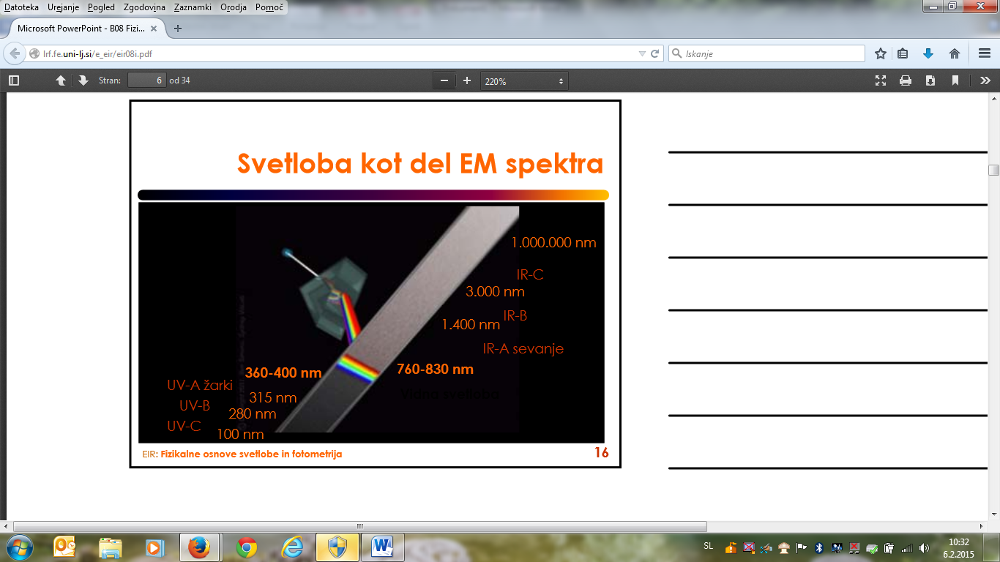 Datoteka Urejanje Pogled Zgodovina Zaznamki Orodja Pomoč
Microsoft PowerPoint - B08 Fizi...
lrf.fe.uni-lj.si/e_eir/eir08i.pdf
Iskanje
Stran: 6 od 34
220%
Svetloba kot del EM spektra
1.000.000 nm
IR-C
3.000 nm
IR-B
1.400 nm
IR-A sevanje
760-830 nm
Vidna svetloba
360-400 nm
UV-A žarki
315 nm
UV-B
280 nm
UV-C
100 nm
EIR: Fizikalne osnove svetlobe in fotometrija
16
SL
10:32
6.2.2015